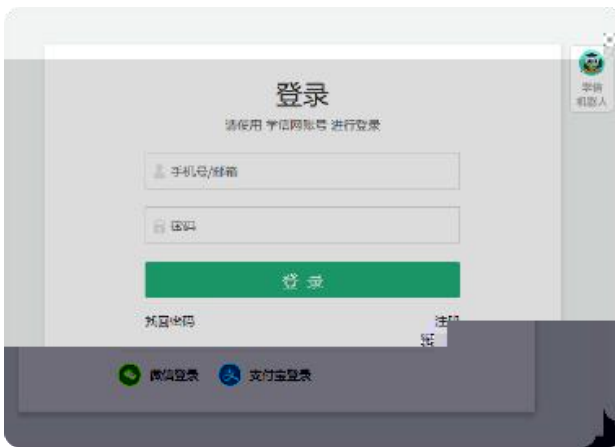 登录
请使用 学信网账号 进行登录
手机号/邮箱
密码
登 录
找回密码 注册
微信登录 支付宝登录
学信
机器人